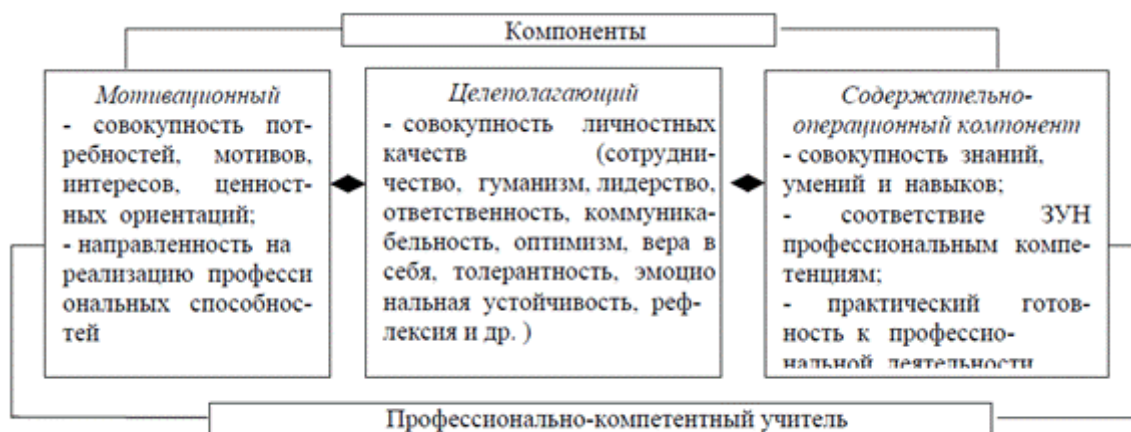 Компоненты
Мотивационный
- совокупность пот-
ребностей, мотивов,
интересов, ценност-
ных ориентаций;
- направленность на
реализацию професси
ональных способнос-
тей
Целеполагающий
- совокупность личностных
качеств (сотрудни-
чество, гуманизм, лидерство,
ответственность, коммуника-
бельность, оптимизм, вера в
себя, толерантность, эмоцио
нальная устойчивость, реф-
лексия и др. )
Содержательно-
операционный компонент
- совокупность знаний,
умений и навыков;
- соответствие ЗУН
профессиональным компе-
тенциям;
- практический готов-
ность к профессио-
нальной деятельности
Профессионально-компетентный учитель